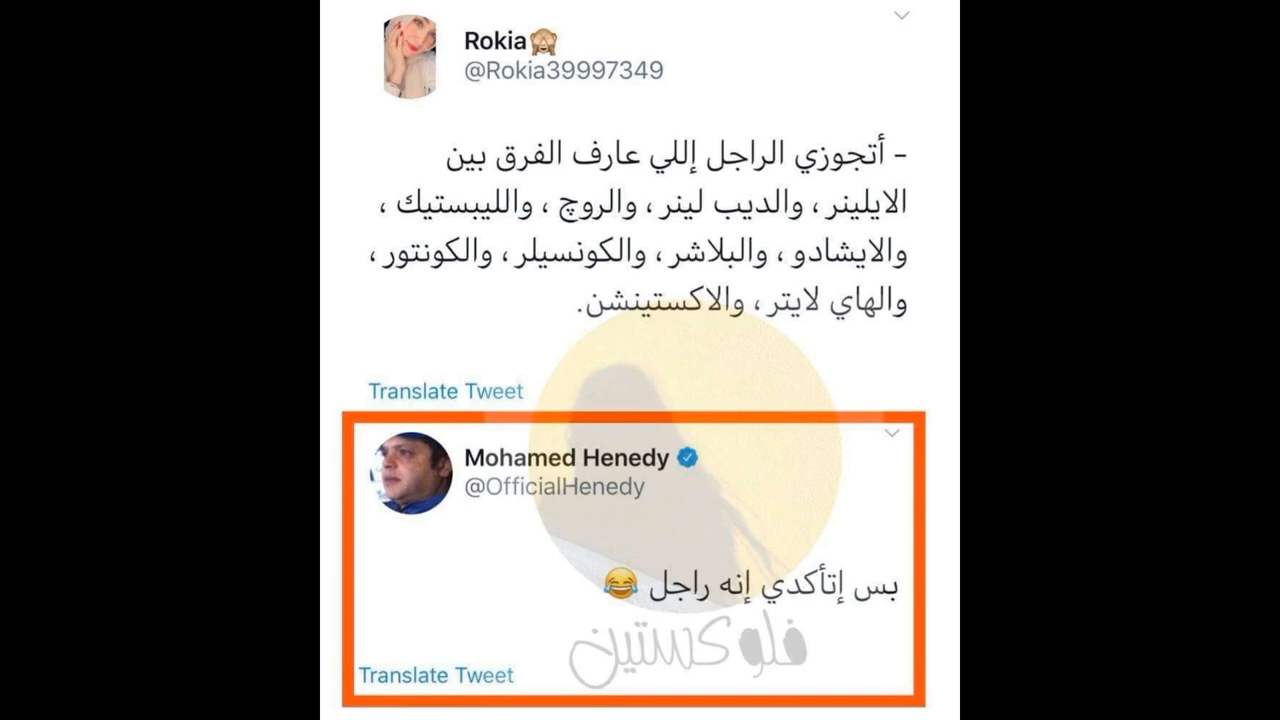 Rokia🙈
@Rokia39997349
- أتجوزي الراجل إللي عارف الفرق بين
الايلينر ، والديب لينر ، والروچ ، والليبستيك ،
والايشادو ، والبلاشر ، والكونسيلر ، والكونتور ،
والهاي لايتر ، والاكستينشن.
Translate Tweet
Mohamed Henedy
@OfficialHenedy
بس إتأكدي إنه راجل 😂
فلوكستين
Translate Tweet